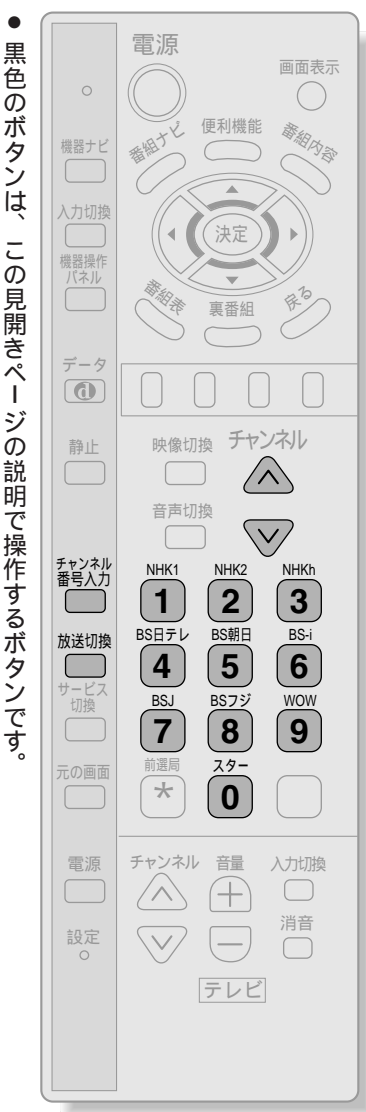 ● 黒色のボタンは、この見開きページの説明で操作するボタンです。
電源
画面表示
機器ナビ
番組ナビ
便利機能
番組内容
入力切換
決定
機器操作
パネル
番組表
裏番組
戻る
データ
d
静止
映像切換
チャンネル
音声切換
チャンネル
番号入力
NHK1
NHK2
NHKh
1
2
3
放送切換
BS日テレ
BS朝日
BS-i
4
5
6
サービス
切換
BSJ
BSフジ
WOW
7
8
9
元の画面
前選局
スター
*
0
電源
チャンネル
音量
入力切換
+
設定
消音
−
テレビ